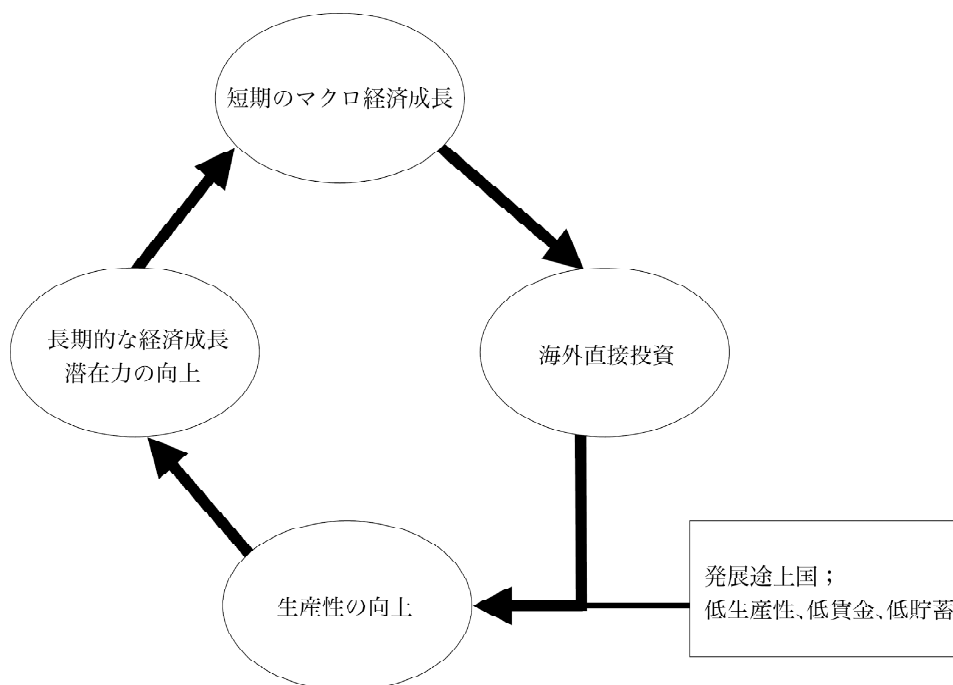 短期のマクロ経済成長
長期的な経済成長
潜在力の向上
海外直接投資
生産性の向上
発展途上国；
低生産性、低賃金、低貯蓄